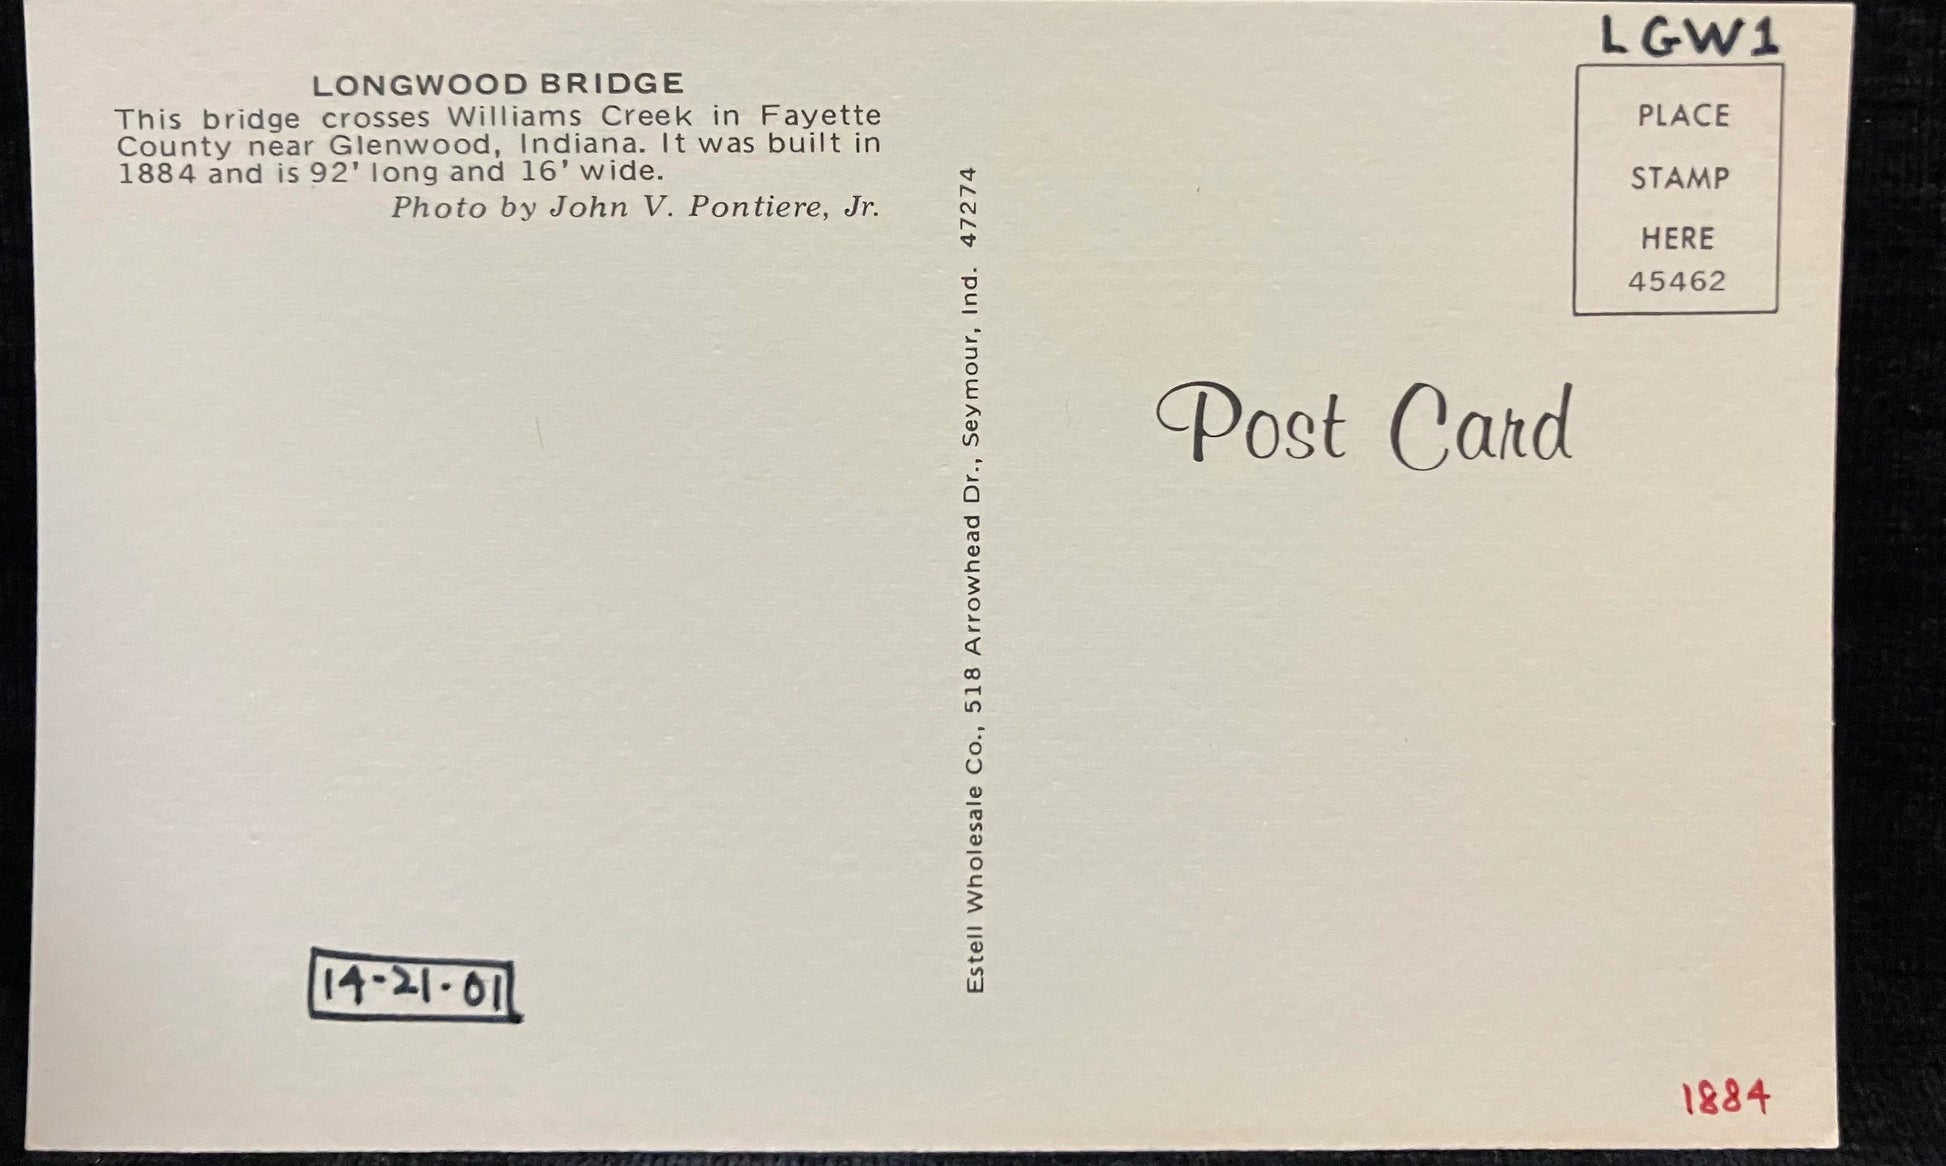 LONGWOOD BRIDGE
This bridge crosses Williams Creek in Fayette
County near Glenwood, Indiana. It was built in
1884 and is 92' long and 16' wide.
Photo by John V. Pontiere, Jr.
14-21-01
Estell Wholesale Co., 518 Arrowhead Dr., Seymour, Ind. 47274
LGW1
PLACE
STAMP
HERE
45462
Post Card
1884